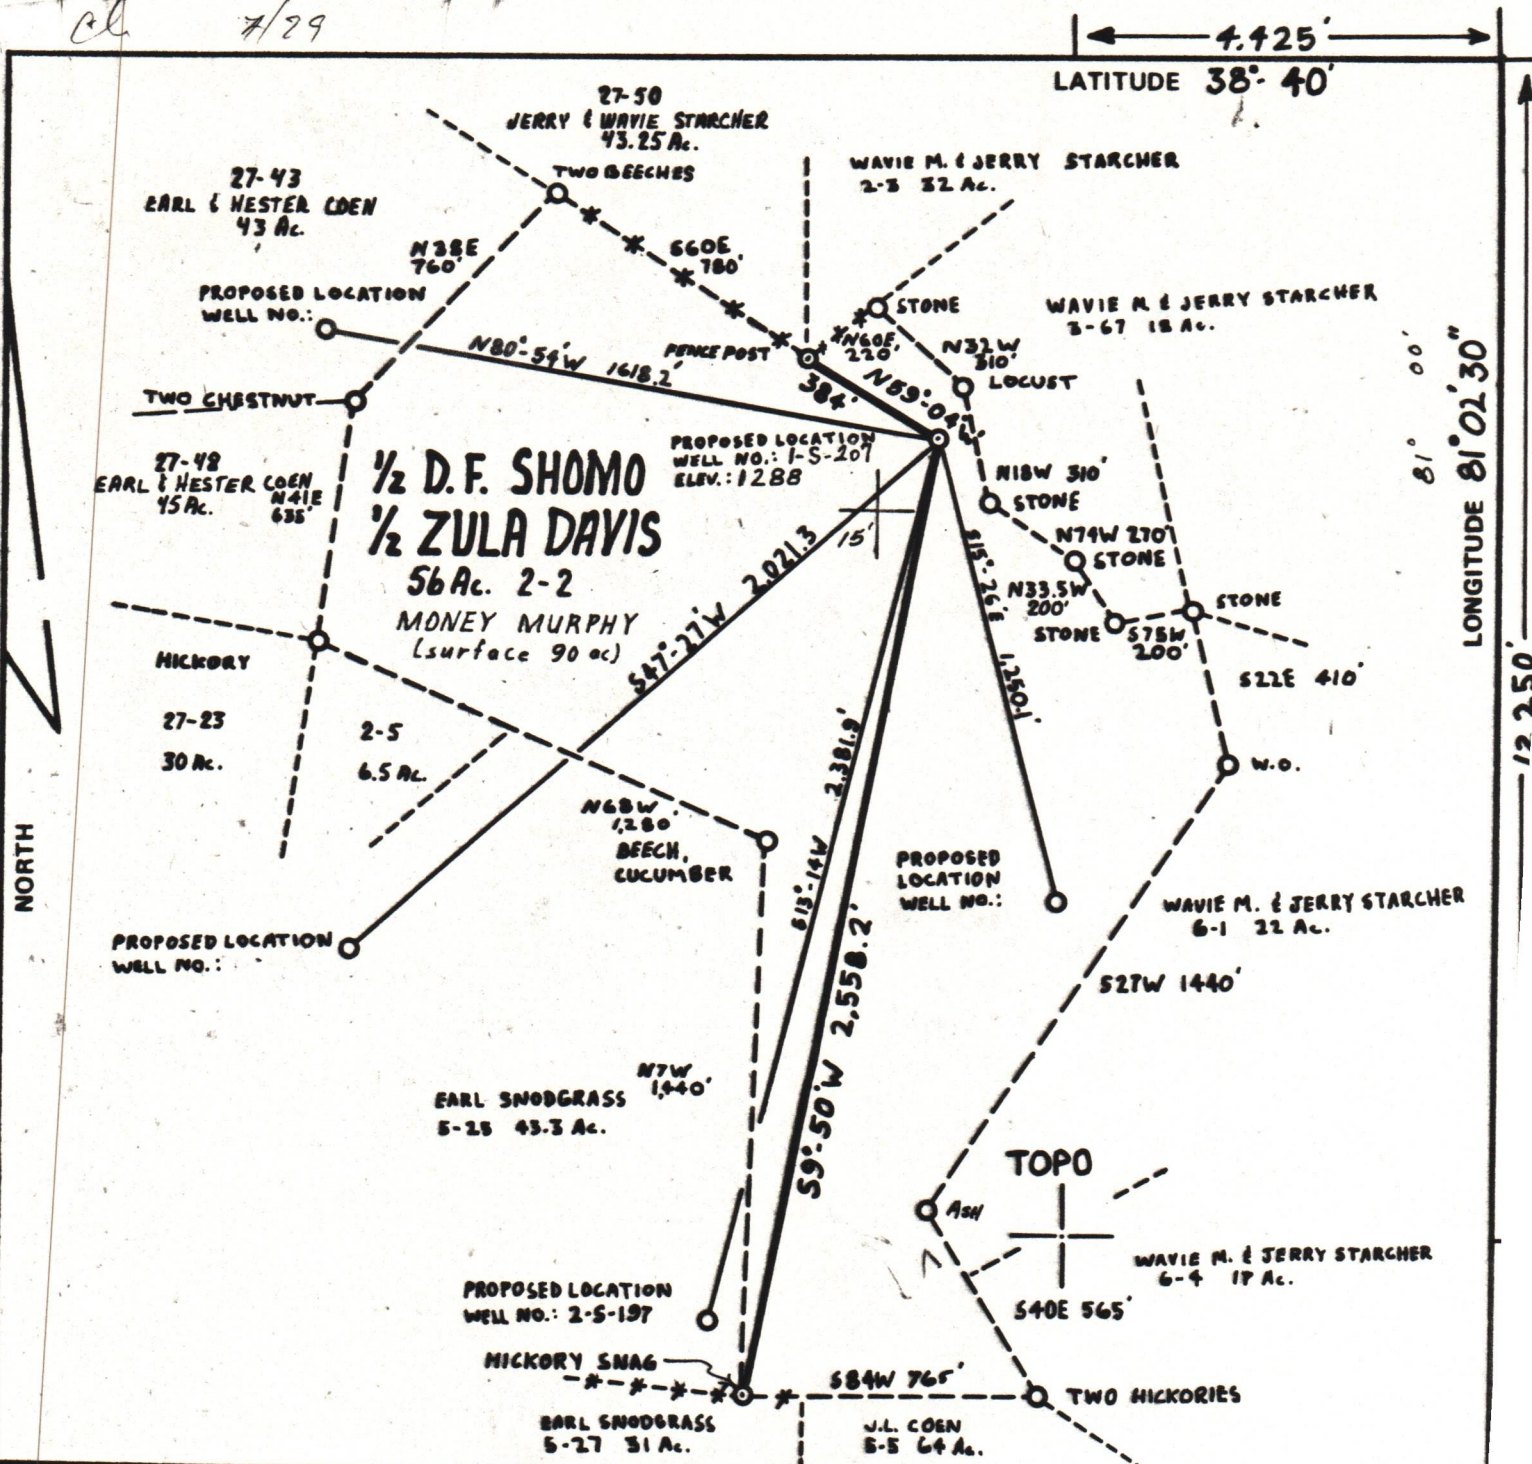 7/29
4.425'
LATITUDE 38°- 40'
27-50
JERRY & WAVIE STARCHER
43.25 Ac.
TWO BEECHES
WAVIE M. & JERRY STARCHER
2-3 32 Ac.
27-43
EARL & HESTER COEN
43 Ac.
N38E
760'
S60E
780'
PROPOSED LOCATION
WELL NO.:
STONE
WAVIE M. & JERRY STARCHER
3-67 18 Ac.
N80°-54'W 1618.2'
FENCE POST
N60E
220'
N32W
310'
LOCUST
384'
N59°-04'
TWO CHESTNUT
PROPOSED LOCATION
WELL NO.: 1-S-207
ELEV.: 1288
81° 00'
LONGITUDE 81° 02' 30"
12,250'
27-48
EARL & HESTER COEN
45 Ac.
N41E
635'
1/2 D.F. SHOMO
1/2 ZULA DAVIS
56 Ac. 2-2
MONEY MURPHY
(surface 90 ac)
15'
N18W 310'
STONE
N74W 270'
STONE
N33.5W
200'
STONE
S75W
200'
STONE
S22E 410'
S15°-26'E 1,250.1'
S47°-27'W 2,021.3
HICKORY
27-23
30 Ac.
2-5
6.5 Ac.
W.O.
N68W
1,280'
BEECH,
CUCUMBER
S13°-14W 2,381.9'
S9°-50'W 2,558.2'
NORTH
PROPOSED
LOCATION
WELL NO.:
WAVIE M. & JERRY STARCHER
6-1 22 Ac.
PROPOSED LOCATION
WELL NO.:
S27W 1440'
N7W
1,440'
EARL SNODGRASS
5-25 43.3 Ac.
TOPO
ASH
WAVIE M. & JERRY STARCHER
6-4 17 Ac.
S40E 565'
PROPOSED LOCATION
WELL NO.: 2-S-197
HICKORY SNAG
S84W 765'
TWO HICKORIES
EARL SNODGRASS
5-27 31 Ac.
J.L. COEN
5-5 64 Ac.